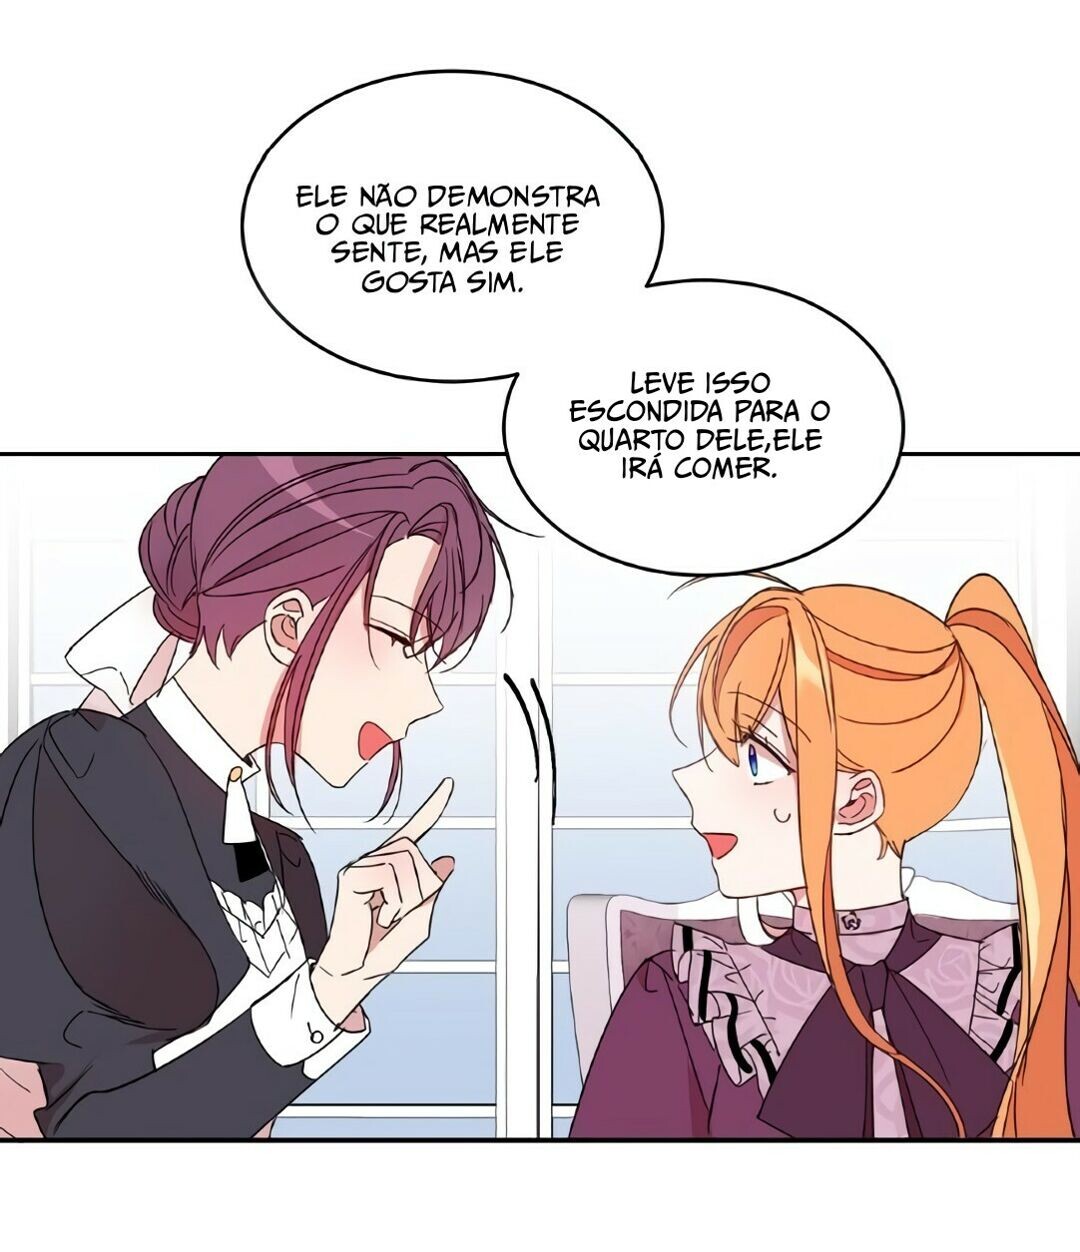 ELE NÃO DEMONSTRA
O QUE REALMENTE
SENTE, MAS ELE
GOSTA SIM.
LEVE ISSO
ESCONDIDA PARA O
QUARTO DELE,ELE
IRÁ COMER.